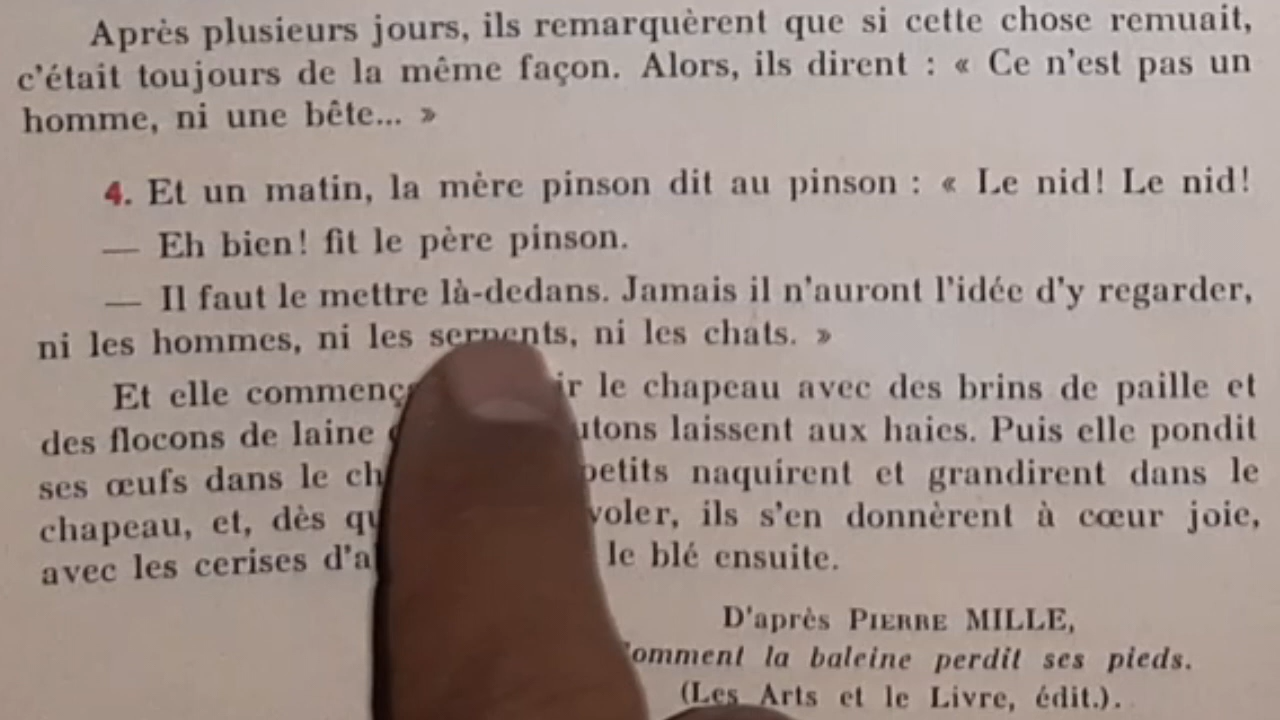 Après plusieurs jours, ils remarquèrent que si cette chose remuait,
c'était toujours de la même façon. Alors, ils dirent : « Ce n'est pas un
homme, ni une bête... »
4. Et un matin, la mère pinson dit au pinson : « Le nid! Le nid!
— Eh bien! fit le père pinson.
— Il faut le mettre là-dedans. Jamais il n'auront l'idée d'y regarder,
ni les hommes, ni les serpents, ni les chats. »
Et elle le chapeau avec des brins de paille et
des flocons de laine laissent aux haies. Puis elle pondit
ses œufs dans le petits naquirent et grandirent dans le
chapeau, et, dès voler, ils s'en donnèrent à cœur joie,
avec les cerises le blé ensuite.
D'après PIERRE MILLE,
Comment la baleine perdit ses pieds.
(Les Arts et le Livre, édit.).